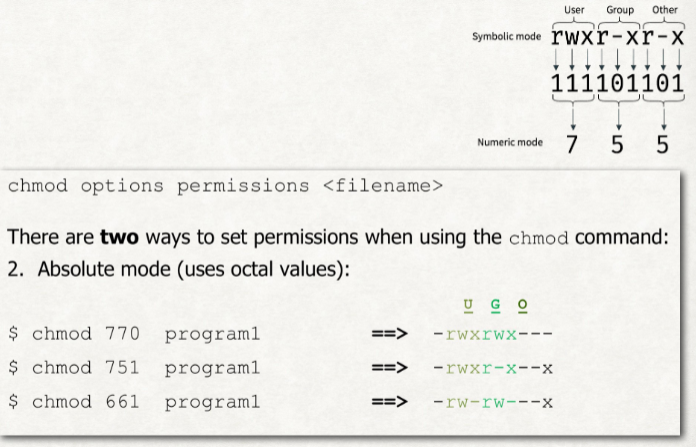 User Group Other
Symbolic mode rwxr-xr-x
111101101
Numeric mode 7 5 5
chmod options permissions <filename>
There are two ways to set permissions when using the chmod command:
2. Absolute mode (uses octal values):
U G O
$ chmod 770 program1 ==> -rwxrwx---
$ chmod 751 program1 ==> -rwxr-x--x
$ chmod 661 program1 ==> -rw-rw---x